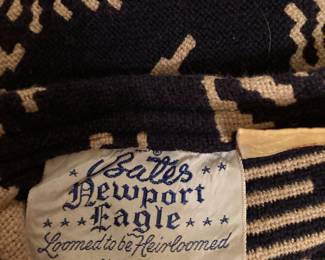 Bates
Newport
Eagle
Loomed to be Heirloomed